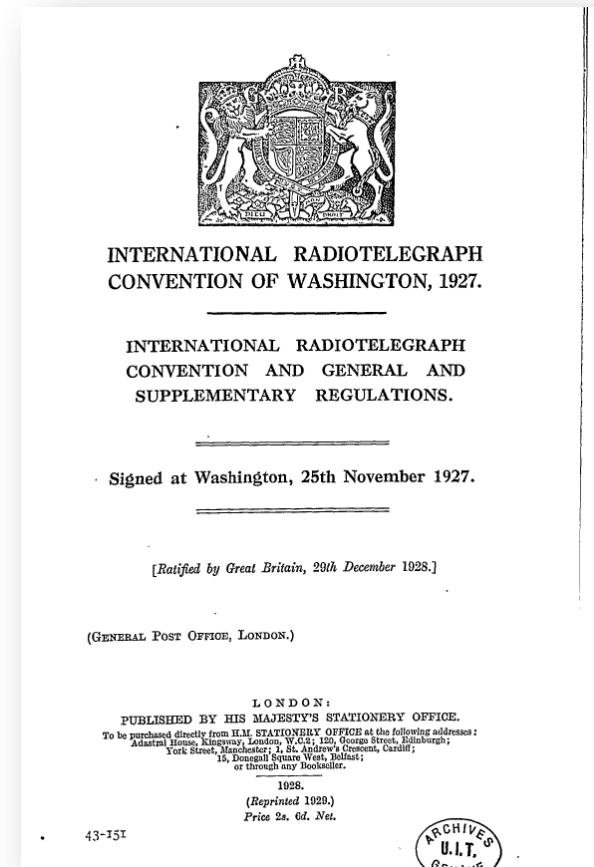 G R
DIEU DROIT
INTERNATIONAL RADIOTELEGRAPH
CONVENTION OF WASHINGTON, 1927.
INTERNATIONAL RADIOTELEGRAPH
CONVENTION AND GENERAL AND
SUPPLEMENTARY REGULATIONS.
Signed at Washington, 25th November 1927.
[Ratified by Great Britain, 29th December 1928.]
(GENERAL POST OFFICE, LONDON.)
LONDON:
PUBLISHED BY HIS MAJESTY'S STATIONERY OFFICE.
To be purchased directly from H.M. STATIONERY OFFICE at the following addresses:
Adastral House, Kingsway, London, W.C.2; 120, George Street, Edinburgh;
York Street, Manchester; 1, St. Andrew's Crescent, Cardiff;
15, Donegall Square West, Belfast;
or through any Bookseller.
1928.
(Reprinted 1929.)
Price 2s. 6d. Net.
43-151
ARCHIVES
U.I.T.